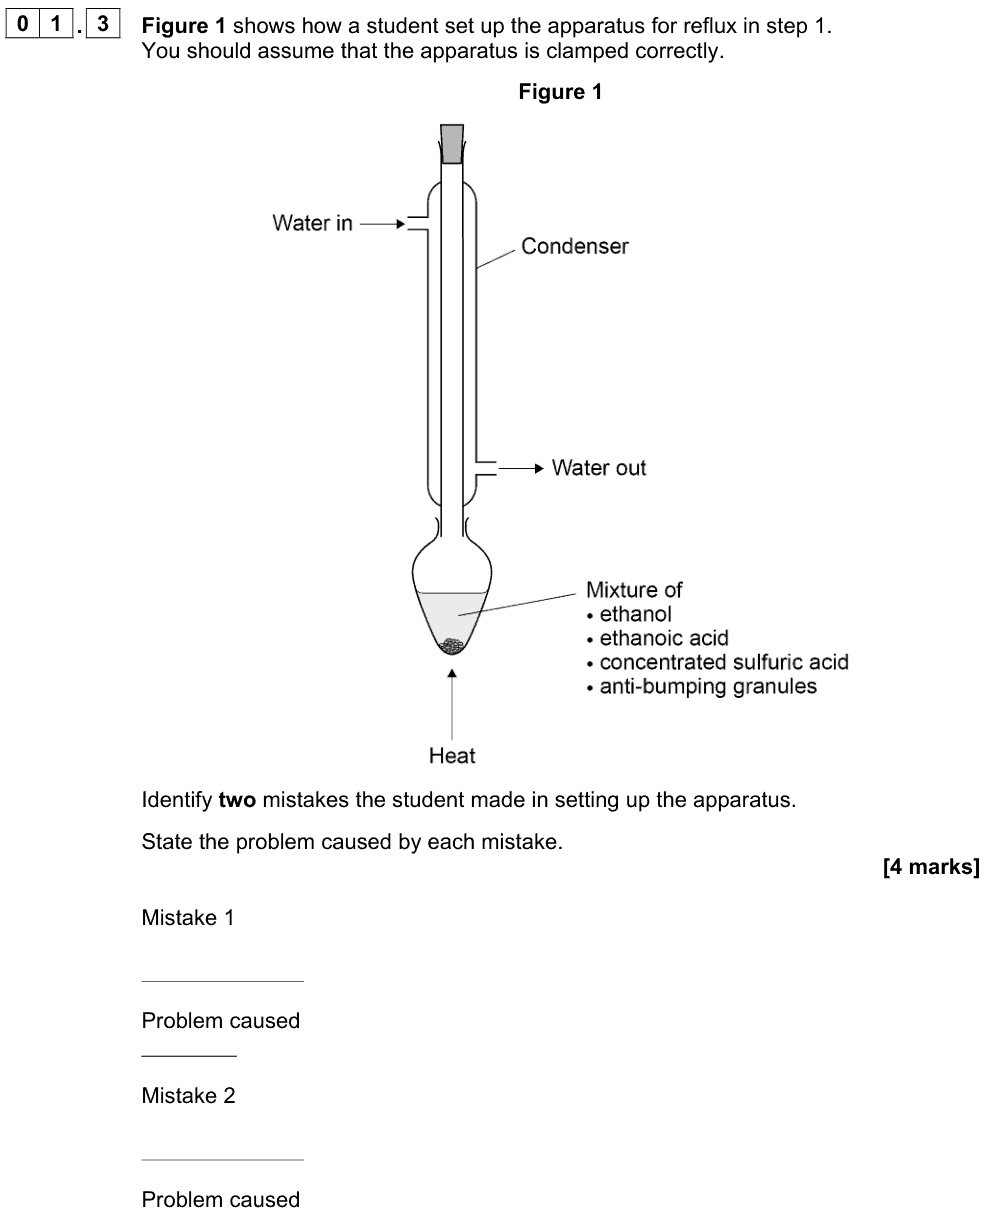 0 1 . 3 Figure 1 shows how a student set up the apparatus for reflux in step 1.
You should assume that the apparatus is clamped correctly.
Figure 1
Water in
Condenser
Water out
Mixture of
• ethanol
• ethanoic acid
• concentrated sulfuric acid
• anti-bumping granules
Heat
Identify two mistakes the student made in setting up the apparatus.
State the problem caused by each mistake.
[4 marks]
Mistake 1
Problem caused
Mistake 2
Problem caused